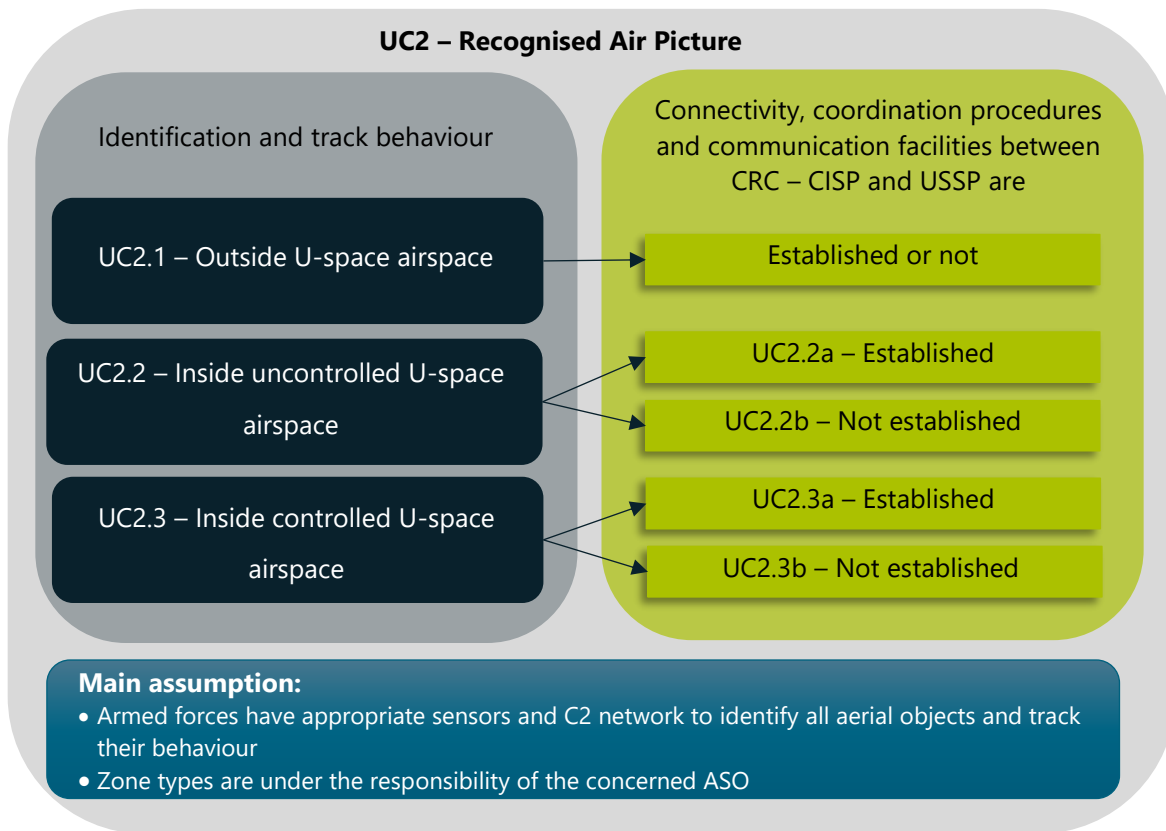 UC2 – Recognised Air Picture
Identification and track behaviour
Connectivity, coordination procedures
and communication facilities between
CRC – CISP and USSP are
UC2.1 – Outside U-space airspace
Established or not
UC2.2 – Inside uncontrolled U-space
airspace
UC2.2a – Established
UC2.2b – Not established
UC2.3 – Inside controlled U-space
airspace
UC2.3a – Established
UC2.3b – Not established
Main assumption:
• Armed forces have appropriate sensors and C2 network to identify all aerial objects and track
their behaviour
• Zone types are under the responsibility of the concerned ASO